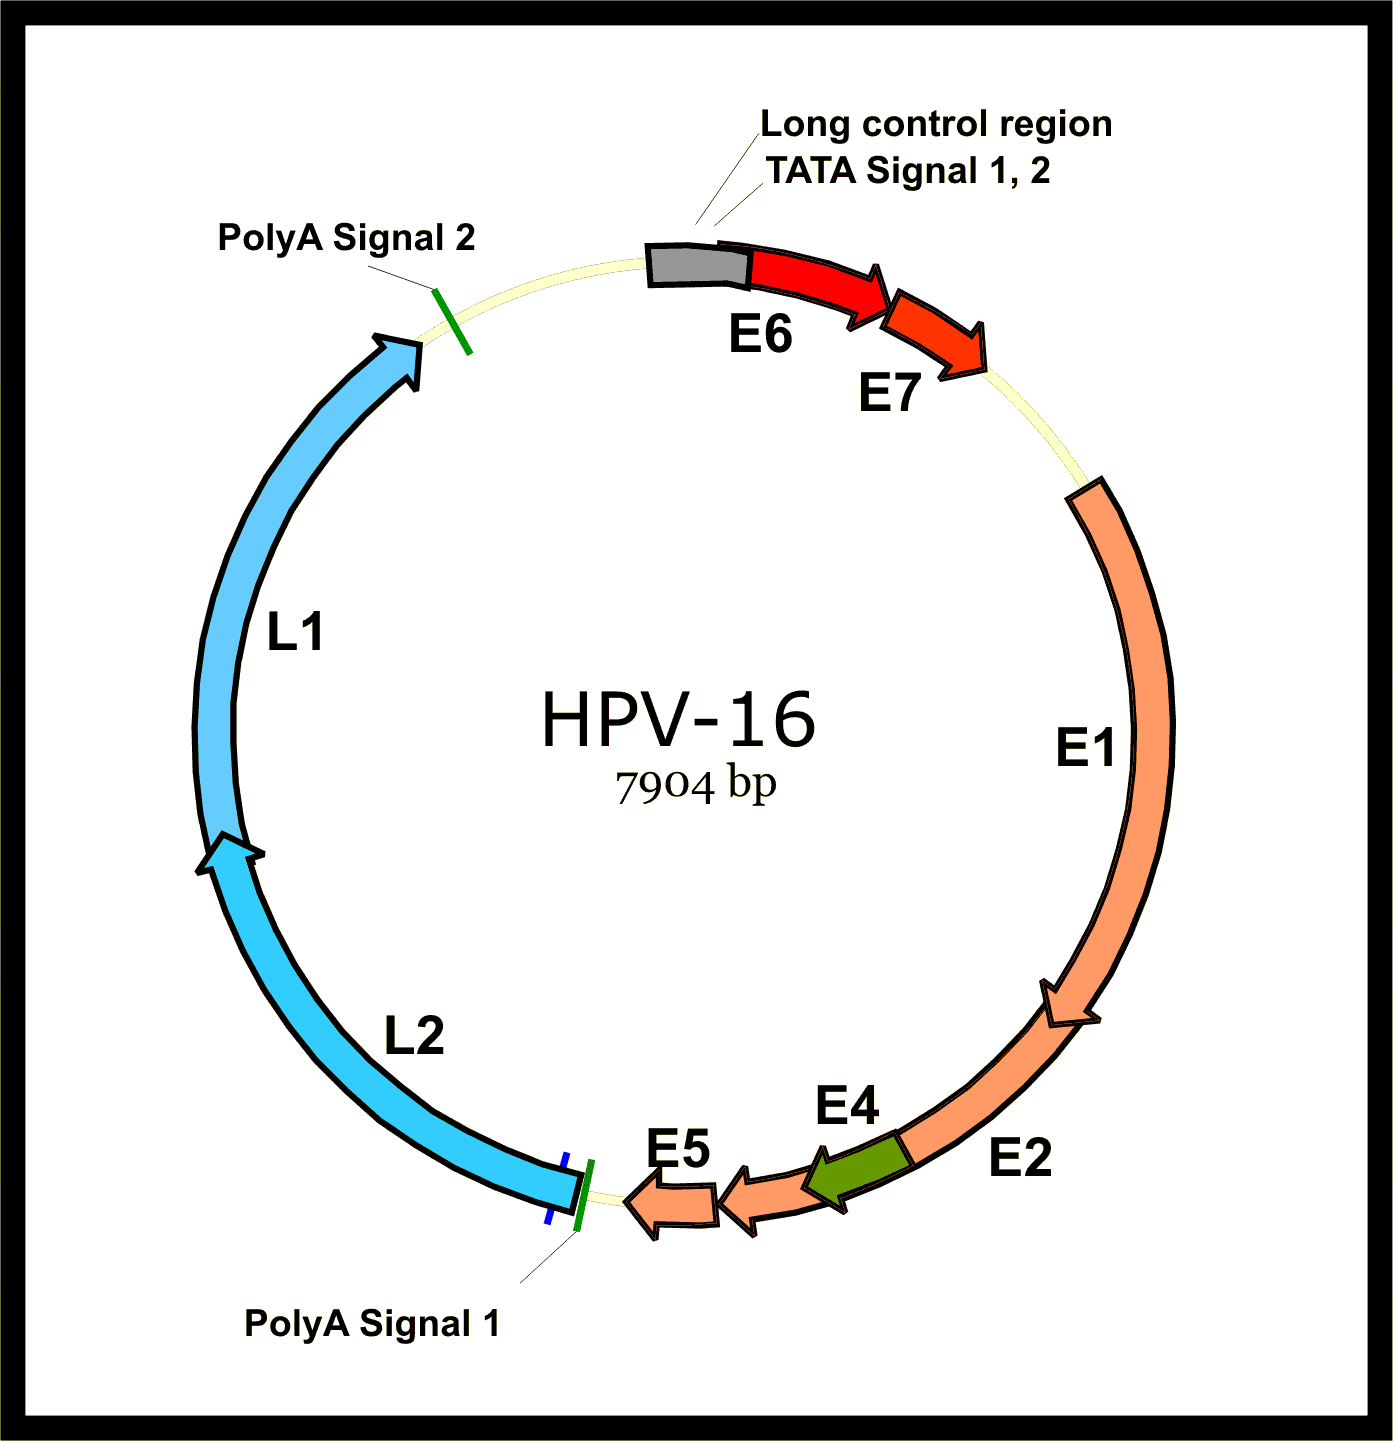 Long control region
TATA Signal 1, 2
PolyA Signal 2
E6
E7
L1
HPV-16
7904 bp
E1
L2
E4
E5
E2
PolyA Signal 1